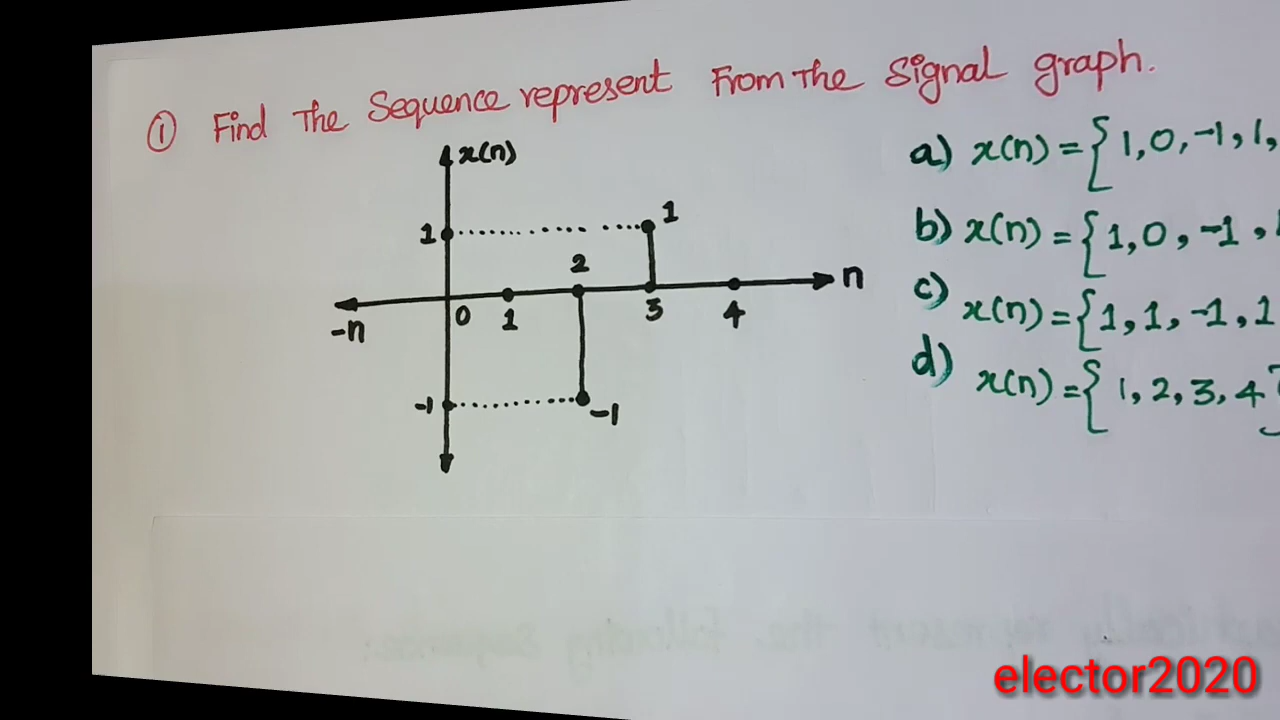 ① Find The Sequence represent From The Signal graph.
x(n)
a) x(n) = { 1, 0, -1, 1,
1
1
b) x(n) = { 1, 0, -1,
2
n
-n
0
1
3
4
c) x(n) = { 1, 1, -1, 1
d) x(n) = { 1, 2, 3, 4 }
-1
-1
elector2020